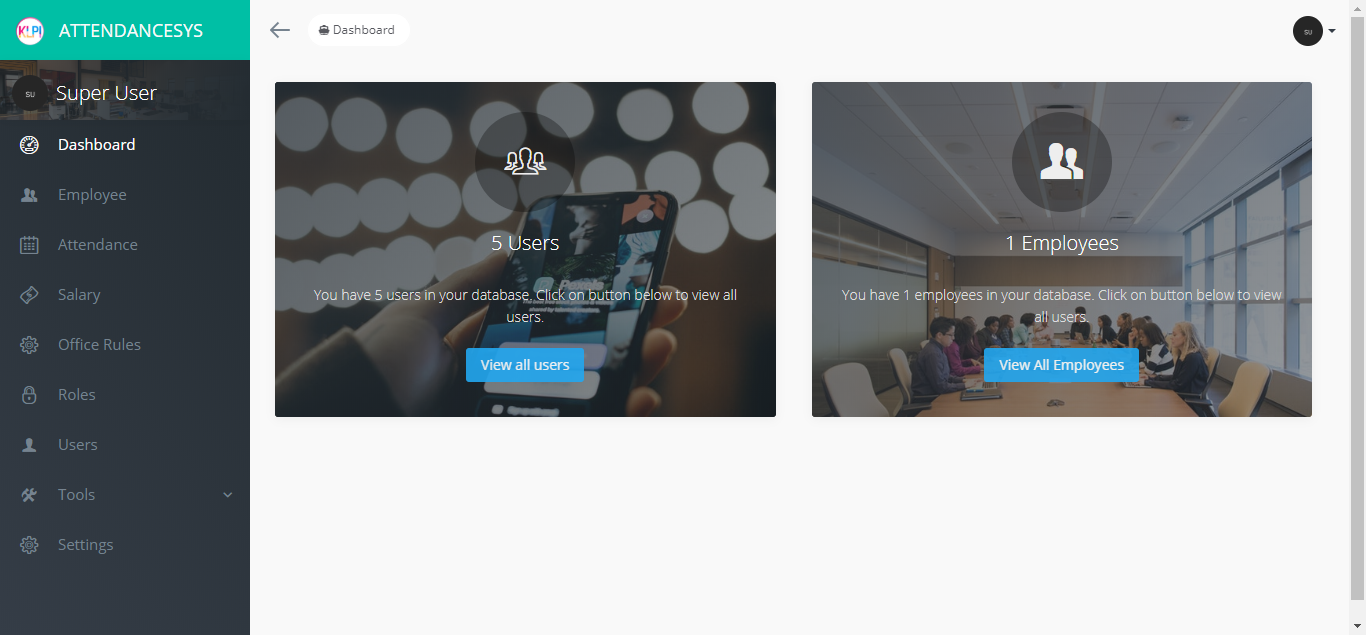 KLPI ATTENDANCESYS
Dashboard
SU
SU Super User
Dashboard
Employee
Attendance
Salary
Office Rules
Roles
Users
Tools
Settings
5 Users
You have 5 users in your database. Click on button below to view all
users.
View all users
1 Employees
You have 1 employees in your database. Click on button below to view
all users.
View All Employees